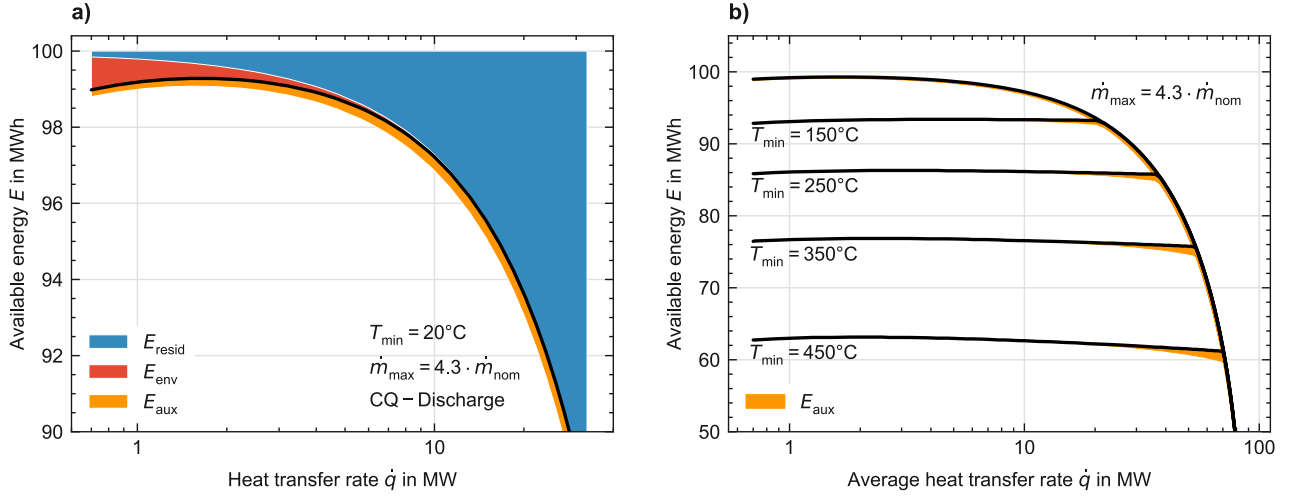 a)
Available energy E in MWh
100
98
96
94
92
90
E_resid
E_env
E_aux
T_min = 20°C
ṁ_max = 4.3 · ṁ_nom
CQ − Discharge
1
10
Heat transfer rate q̇ in MW
b)
Available energy E in MWh
100
90
80
70
60
50
ṁ_max = 4.3 · ṁ_nom
T_min = 150°C
T_min = 250°C
T_min = 350°C
T_min = 450°C
E_aux
1
10
100
Average heat transfer rate q̇ in MW